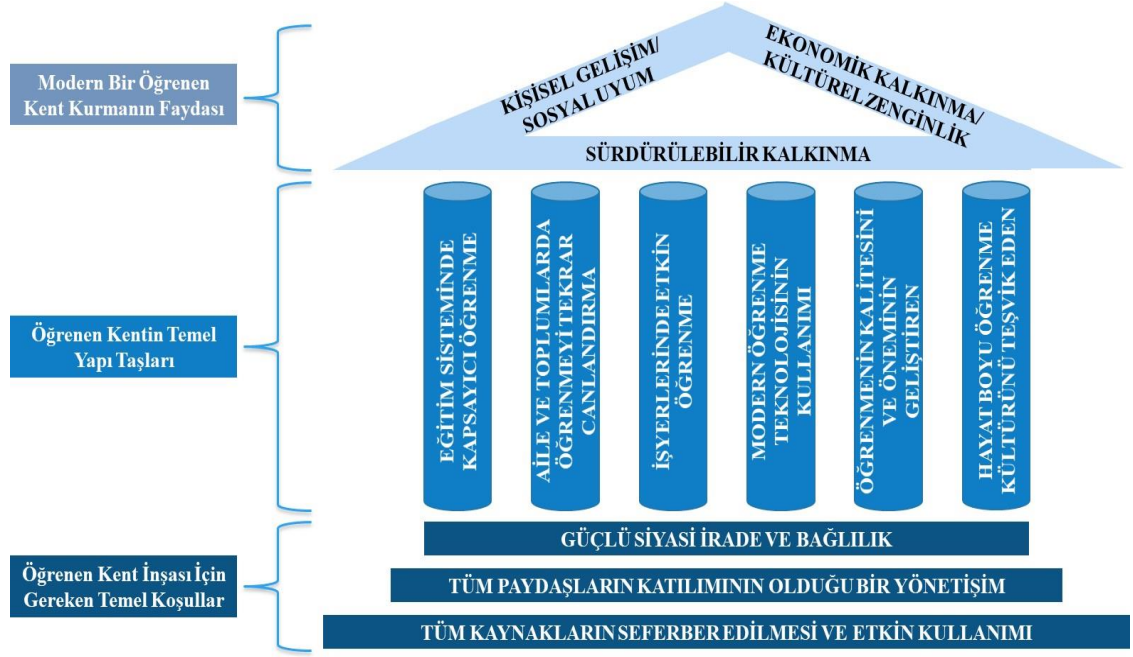 Modern Bir Öğrenen
Kent Kurmanın Faydası
KİŞİSEL GELİŞİM/
SOSYAL UYUM
EKONOMİK KALKINMA/
KÜLTÜREL ZENGİNLİK
SÜRDÜRÜLEBİLİR KALKINMA
Öğrenen Kentin Temel
Yapı Taşları
EĞİTİM SİSTEMİNDE
KAPSAYICI ÖĞRENME
AİLE VE TOPLUMLARDA
ÖĞRENMEYİ TEKRAR
CANLANDIRMA
İŞYERLERİNDE ETKİN
ÖĞRENME
MODERN ÖĞRENME
TEKNOLOJİSİNİN
KULLANIMI
ÖĞRENMENİN KALİTESİNİ
VE ÖNEMİNİN
GELİŞTİREN
HAYAT BOYU ÖĞRENME
KÜLTÜRÜNÜ TEŞVİK EDEN
Öğrenen Kent İnşası İçin
Gereken Temel Koşullar
GÜÇLÜ SİYASİ İRADE VE BAĞLILIK
TÜM PAYDAŞLARIN KATILIMININ OLDUĞU BİR YÖNETİŞİM
TÜM KAYNAKLARIN SEFERBER EDİLMESİ VE ETKİN KULLANIMI